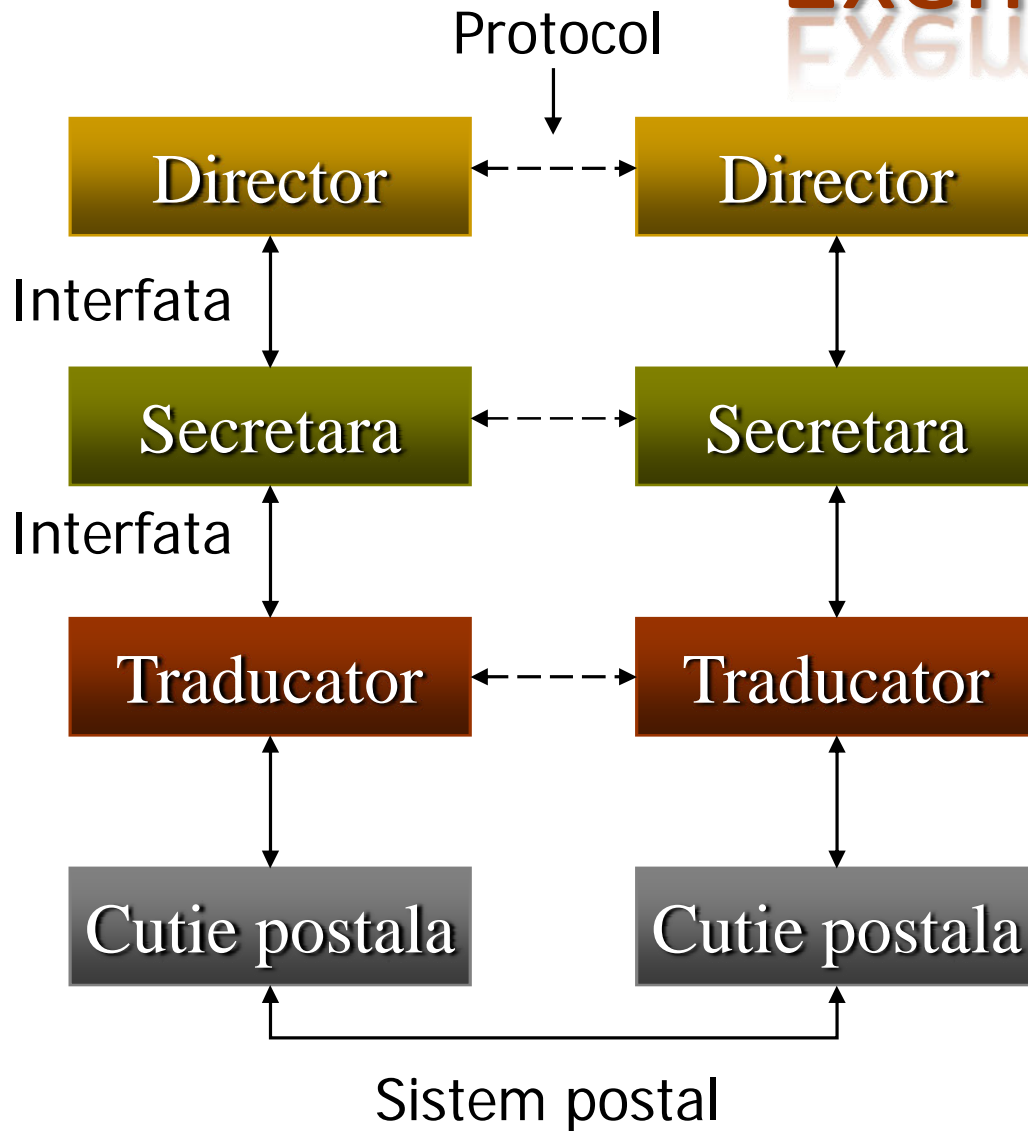 Protocol
Director Director
Interfata
Secretara Secretara
Interfata
Traducator Traducator
Cutie postala Cutie postala
Sistem postal